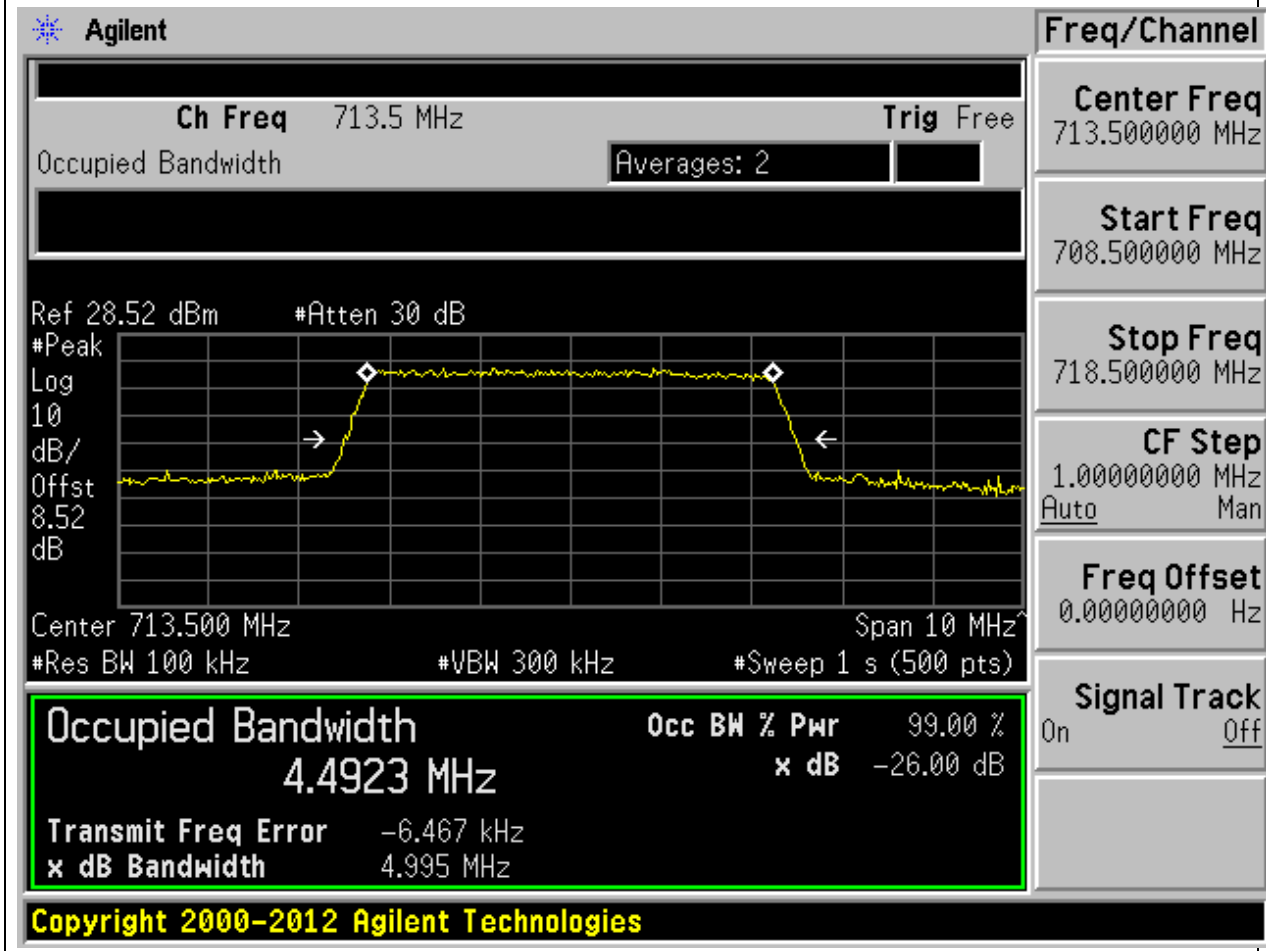 Agilent
Freq/Channel
Ch Freq 713.5 MHz Trig Free
Occupied Bandwidth Averages: 2
Ref 28.52 dBm #Atten 30 dB
#Peak
Log
10
dB/
Offst
8.52
dB
Center 713.500 MHz Span 10 MHz^
#Res BW 100 kHz #VBW 300 kHz #Sweep 1 s (500 pts)
Occupied Bandwidth Occ BW % Pwr 99.00 %
4.4923 MHz x dB -26.00 dB
Transmit Freq Error -6.467 kHz
x dB Bandwidth 4.995 MHz
Center Freq
713.500000 MHz
Start Freq
708.500000 MHz
Stop Freq
718.500000 MHz
CF Step
1.00000000 MHz
Auto Man
Freq Offset
0.00000000 Hz
Signal Track
On Off
Copyright 2000-2012 Agilent Technologies